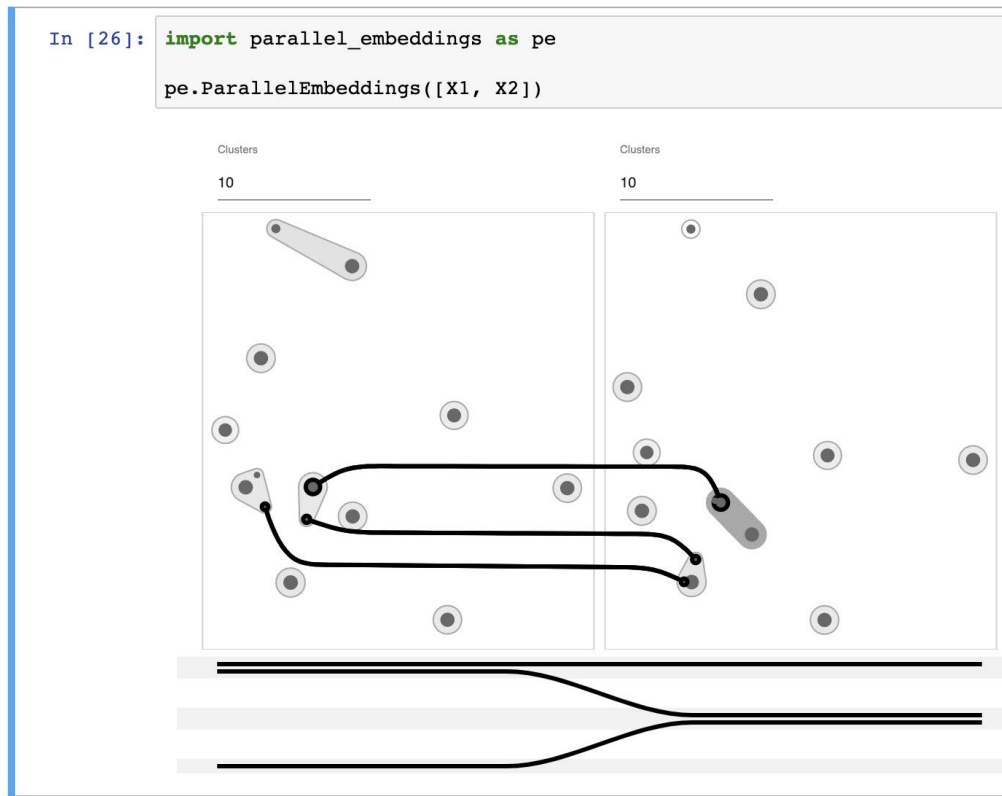 In [26]: import parallel_embeddings as pe
pe.ParallelEmbeddings([X1, X2])
Clusters Clusters
10 10